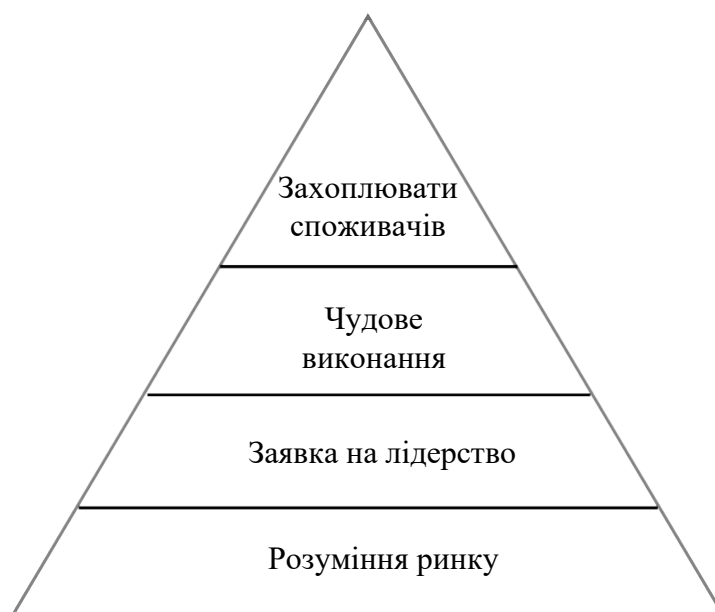 Захоплювати
споживачів
Чудове
виконання
Заявка на лідерство
Розуміння ринку